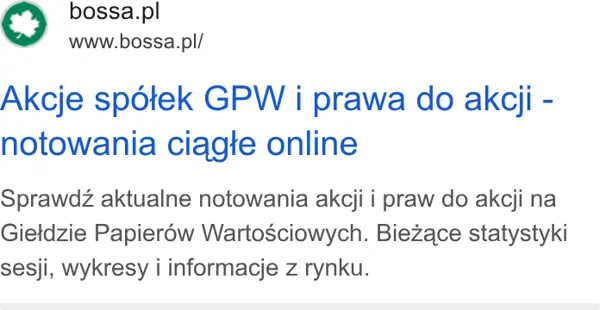 bossa.pl
www.bossa.pl/
Akcje spółek GPW i prawa do akcji -
notowania ciągłe online
Sprawdź aktualne notowania akcji i praw do akcji na
Giełdzie Papierów Wartościowych. Bieżące statystyki
sesji, wykresy i informacje z rynku.